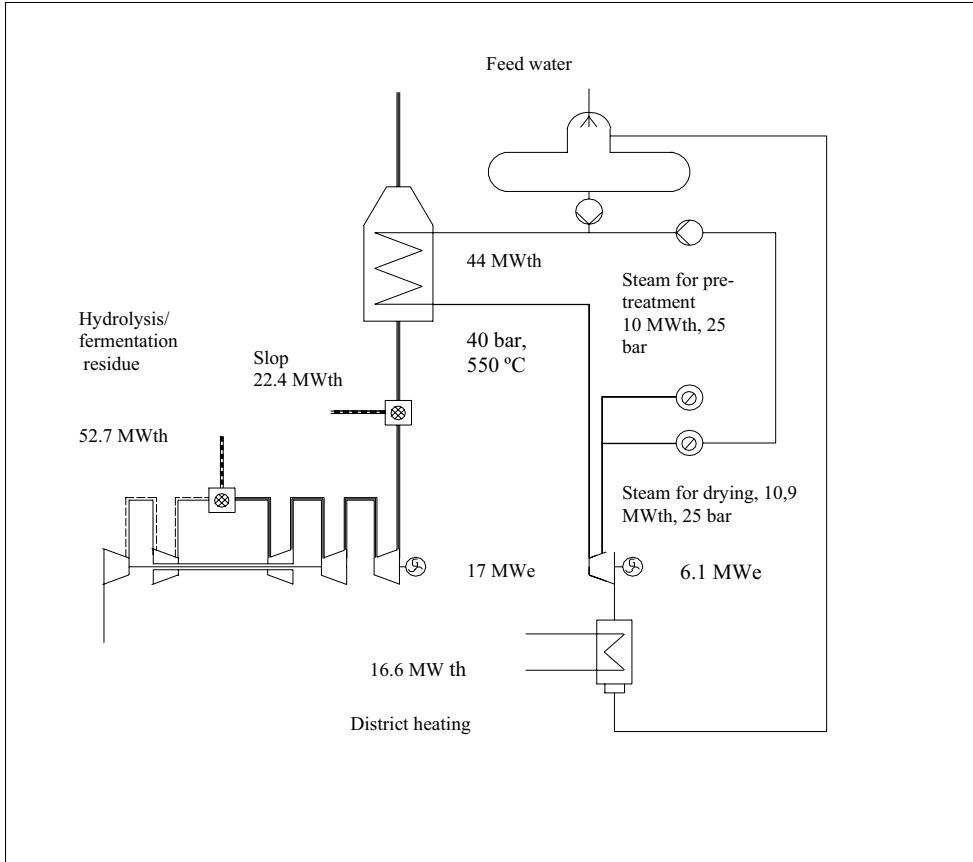 Feed water
44 MWth
Steam for pre-
treatment
10 MWth, 25
bar
Hydrolysis/
fermentation
residue
Slop
22.4 MWth
40 bar,
550 ºC
52.7 MWth
Steam for drying, 10,9
MWth, 25 bar
17 MWe
6.1 MWe
16.6 MW th
District heating